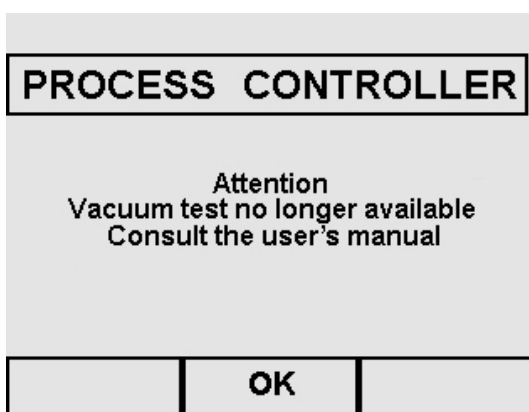 PROCESS CONTROLLER
Attention
Vacuum test no longer available
Consult the user's manual
OK